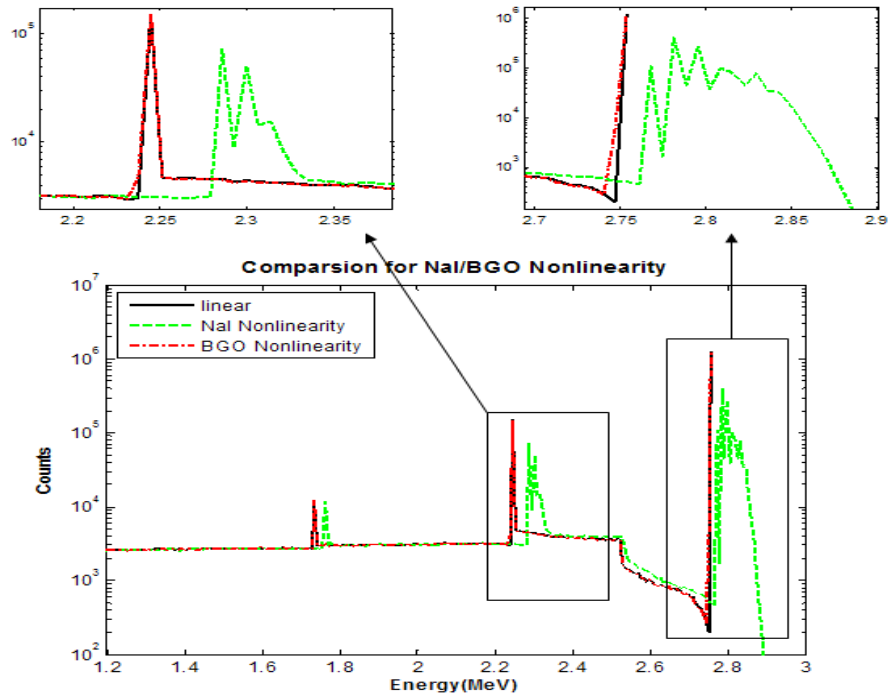 10^5
10^4
2.2 2.25 2.3 2.35
10^6
10^5
10^4
10^3
2.7 2.75 2.8 2.85 2.9
Comparsion for NaI/BGO Nonlinearity
linear
NaI Nonlinearity
BGO Nonlinearity
10^7
10^6
10^5
10^4
10^3
10^2
Counts
1.2 1.4 1.6 1.8 2 2.2 2.4 2.6 2.8 3
Energy(MeV)